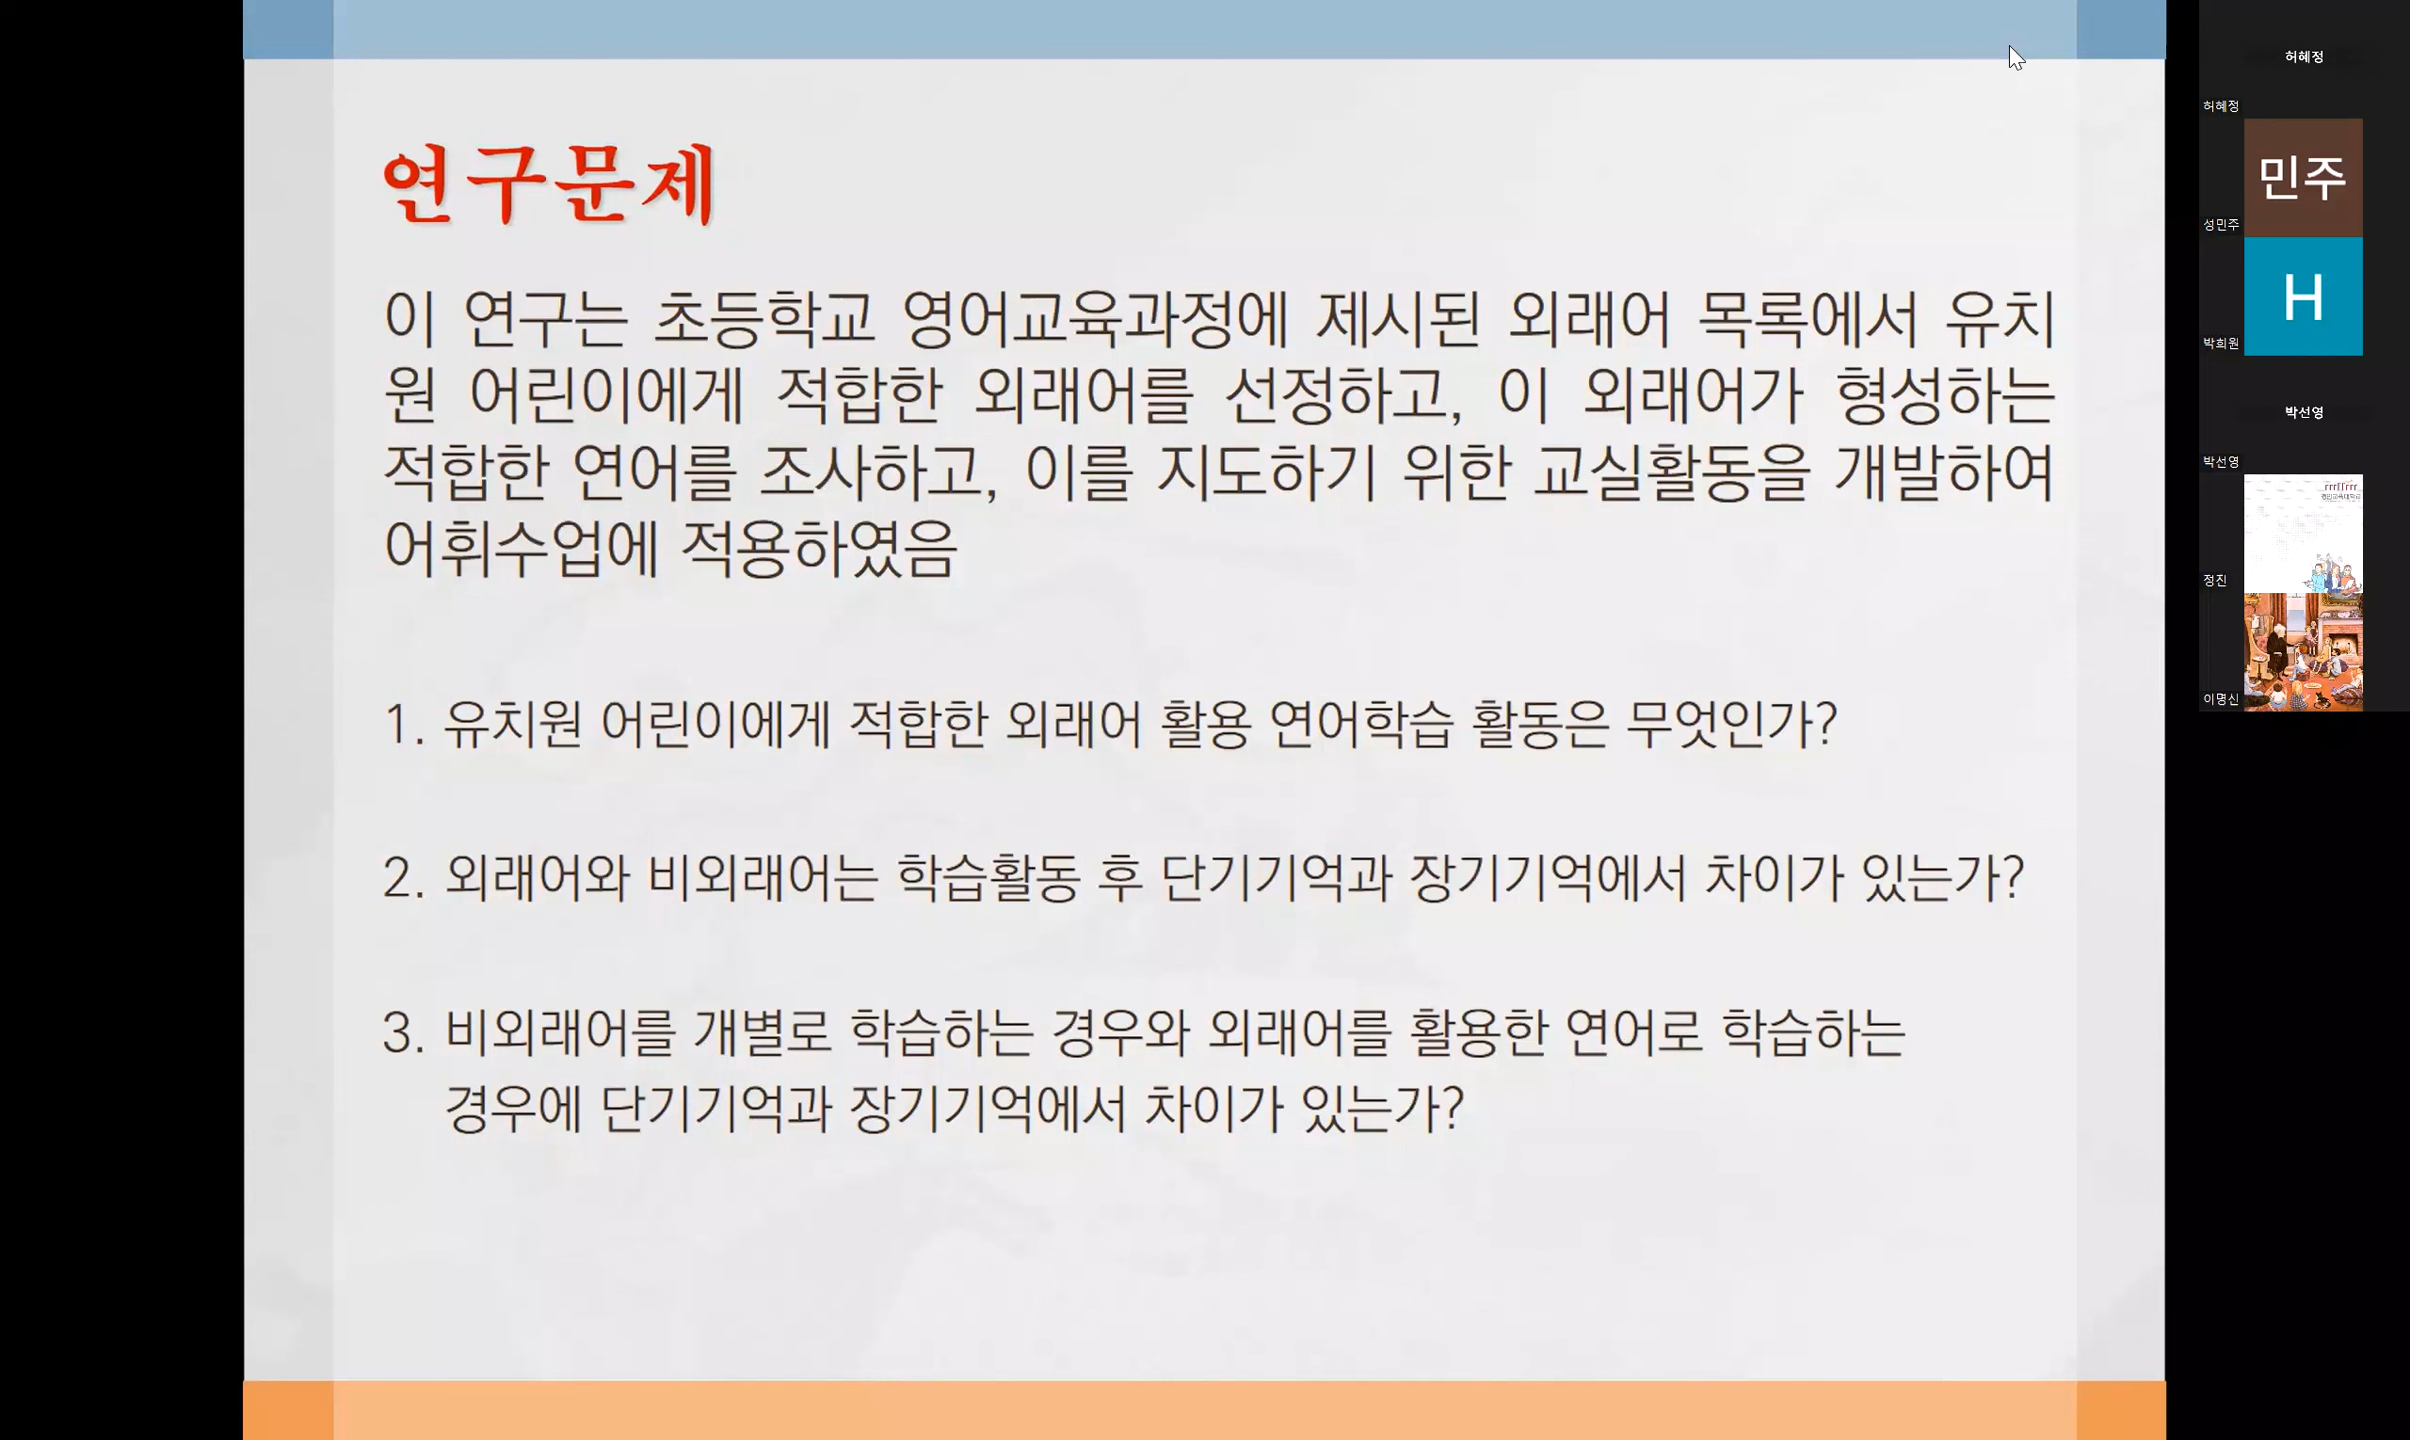 연구문제
이 연구는 초등학교 영어교육과정에 제시된 외래어 목록에서 유치
원 어린이에게 적합한 외래어를 선정하고, 이 외래어가 형성하는
적합한 연어를 조사하고, 이를 지도하기 위한 교실활동을 개발하여
어휘수업에 적용하였음
1. 유치원 어린이에게 적합한 외래어 활용 연어학습 활동은 무엇인가?
2. 외래어와 비외래어는 학습활동 후 단기기억과 장기기억에서 차이가 있는가?
3. 비외래어를 개별로 학습하는 경우와 외래어를 활용한 연어로 학습하는
경우에 단기기억과 장기기억에서 차이가 있는가?
허혜정
허혜정
민주
성민주
H
박희원
박선영
박선영
정진
이명신